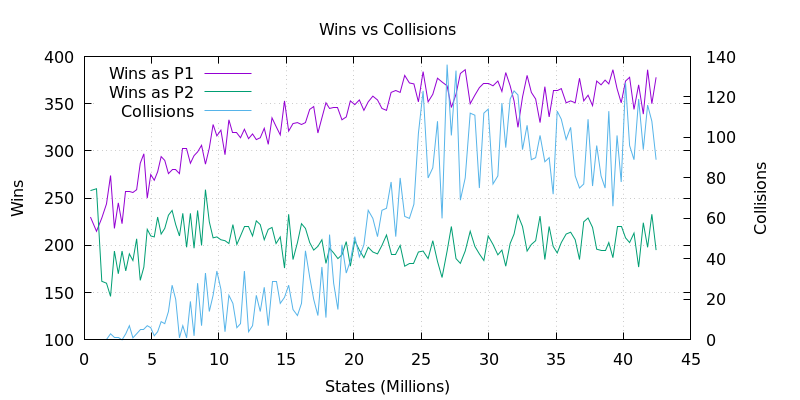 Wins vs Collisions
400
350
300
250
200
150
100
Wins
Wins as P1
Wins as P2
Collisions
140
120
100
80
60
40
20
0
Collisions
0 5 10 15 20 25 30 35 40 45
States (Millions)